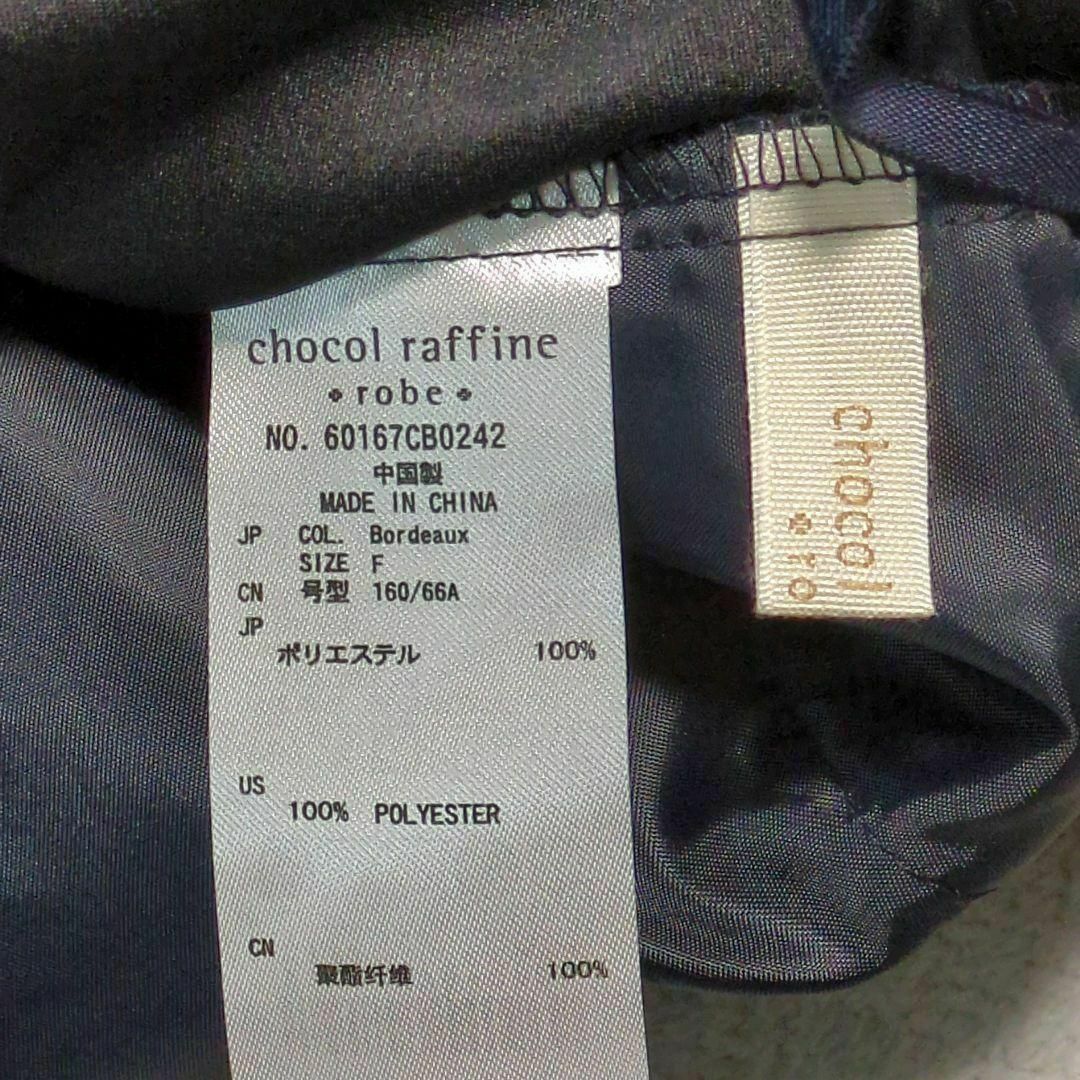 chocol raffine
robe
NO. 60167CB0242
中国製
MADE IN CHINA
JP COL. Bordeaux
SIZE F
CN 号型 160/66A
JP
ポリエステル 100%
US
100% POLYESTER
CN
聚酯纤维 100%
chocol
ro